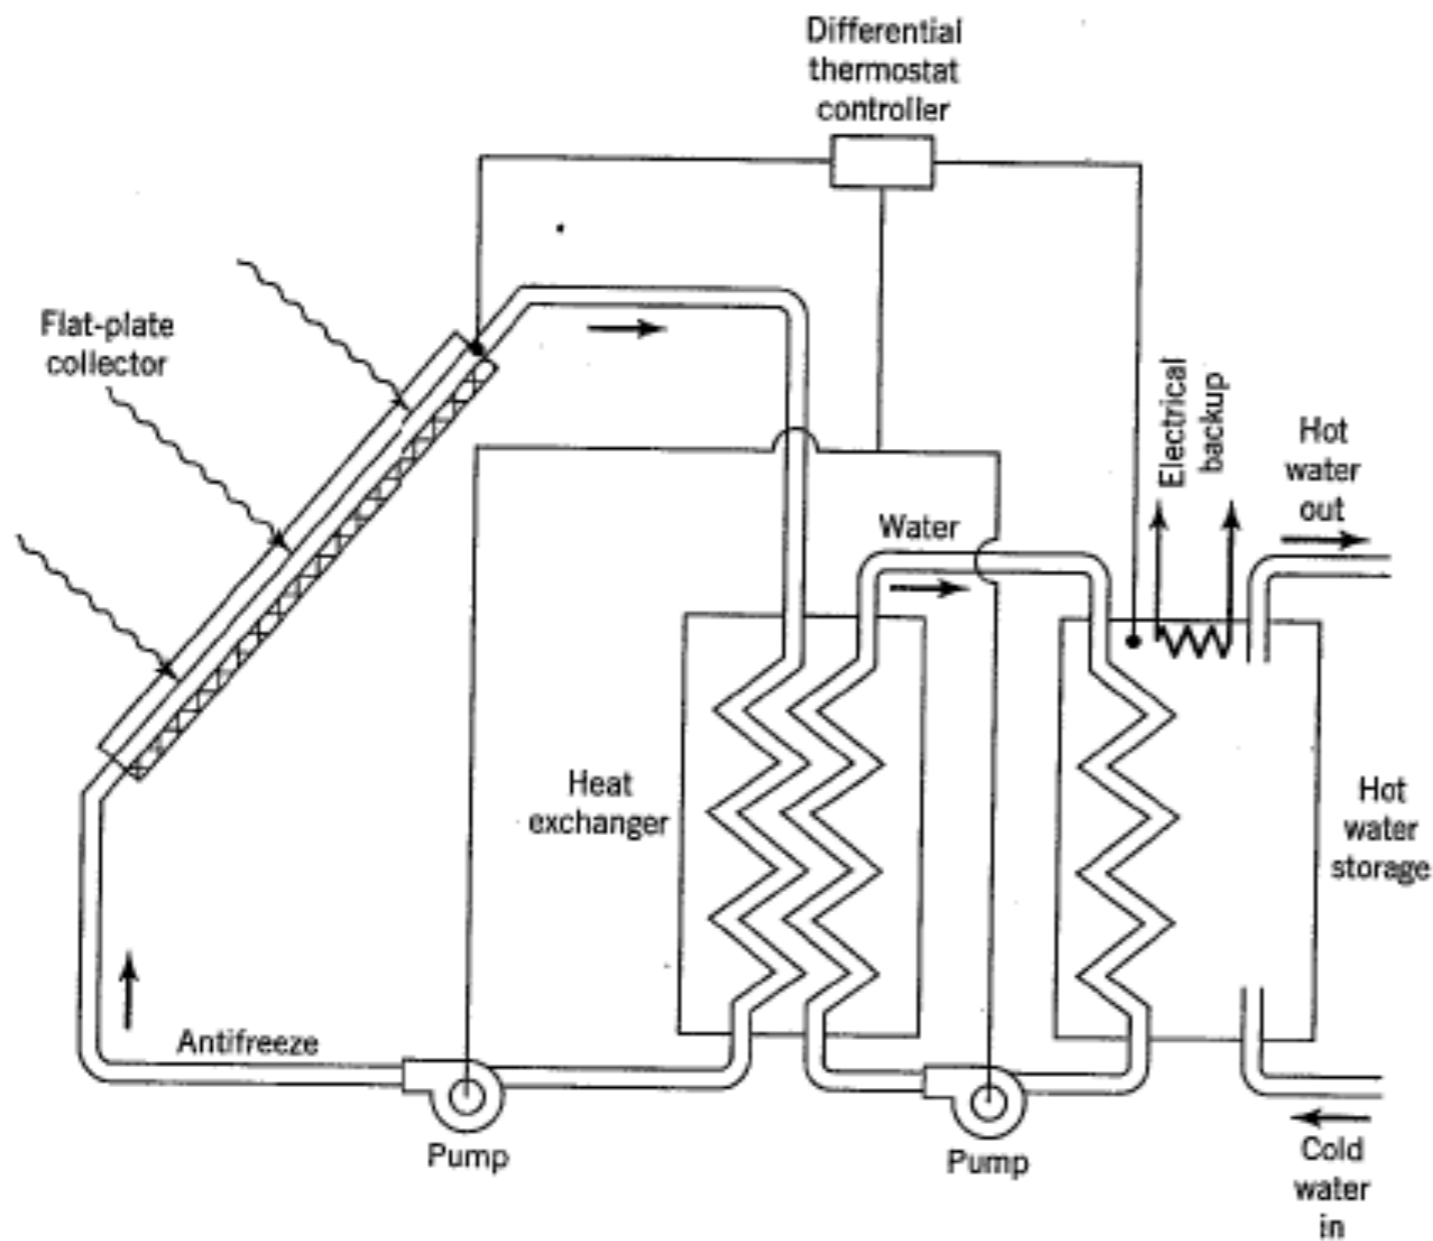 Differential
thermostat
controller
Flat-plate
collector
Electrical
backup
Hot
water
out
Water
Heat
exchanger
Hot
water
storage
Antifreeze
Pump
Pump
Cold
water
in